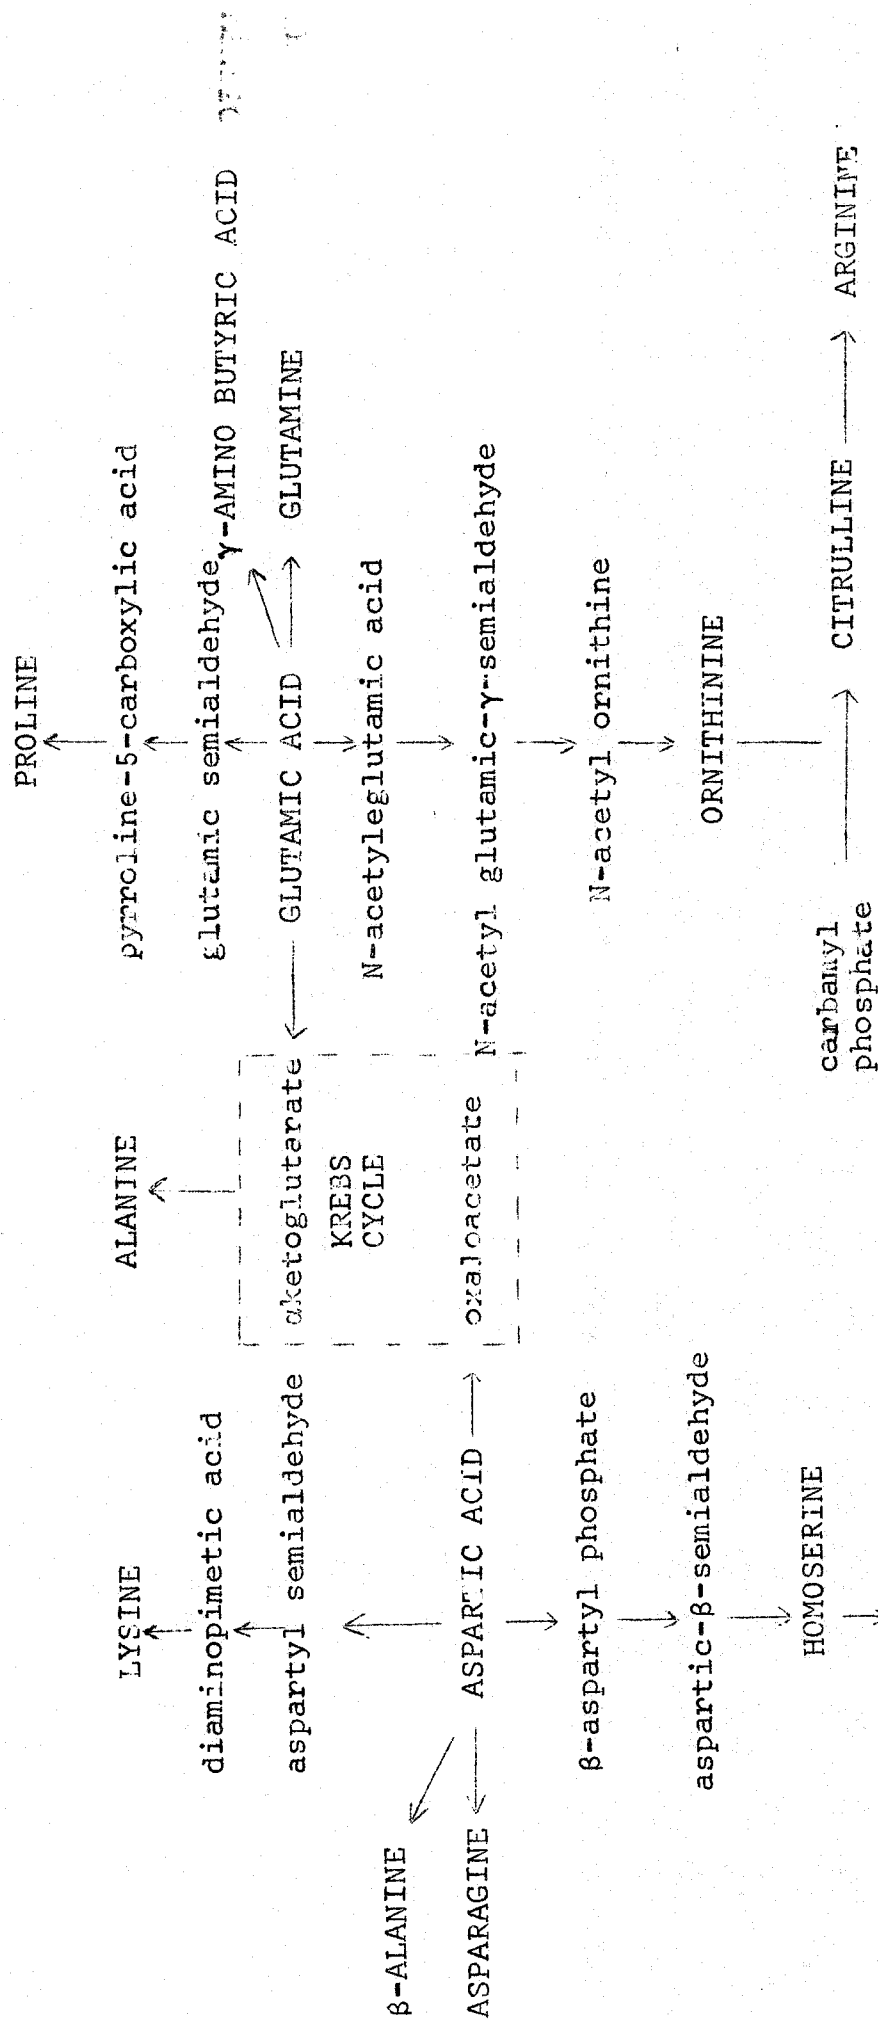 PROLINE
LYSINE
ALANINE
pyrroline-5-carboxylic acid
diaminopimetic acid
glutamic semialdehyde
γ-AMINO BUTYRIC ACID
aspartyl semialdehyde
αketoglutarate
GLUTAMIC ACID
GLUTAMINE
KREBS
CYCLE
N-acetyleglutamic acid
β-ALANINE
ASPARAGINE
ASPARTIC ACID
oxaloacetate
N-acetyl glutamic-γ-semialdehyde
β-aspartyl phosphate
N-acetyl ornithine
aspartic-β-semialdehyde
ORNITHININE
HOMOSERINE
carbamyl
phosphate
CITRULLINE
ARGININE